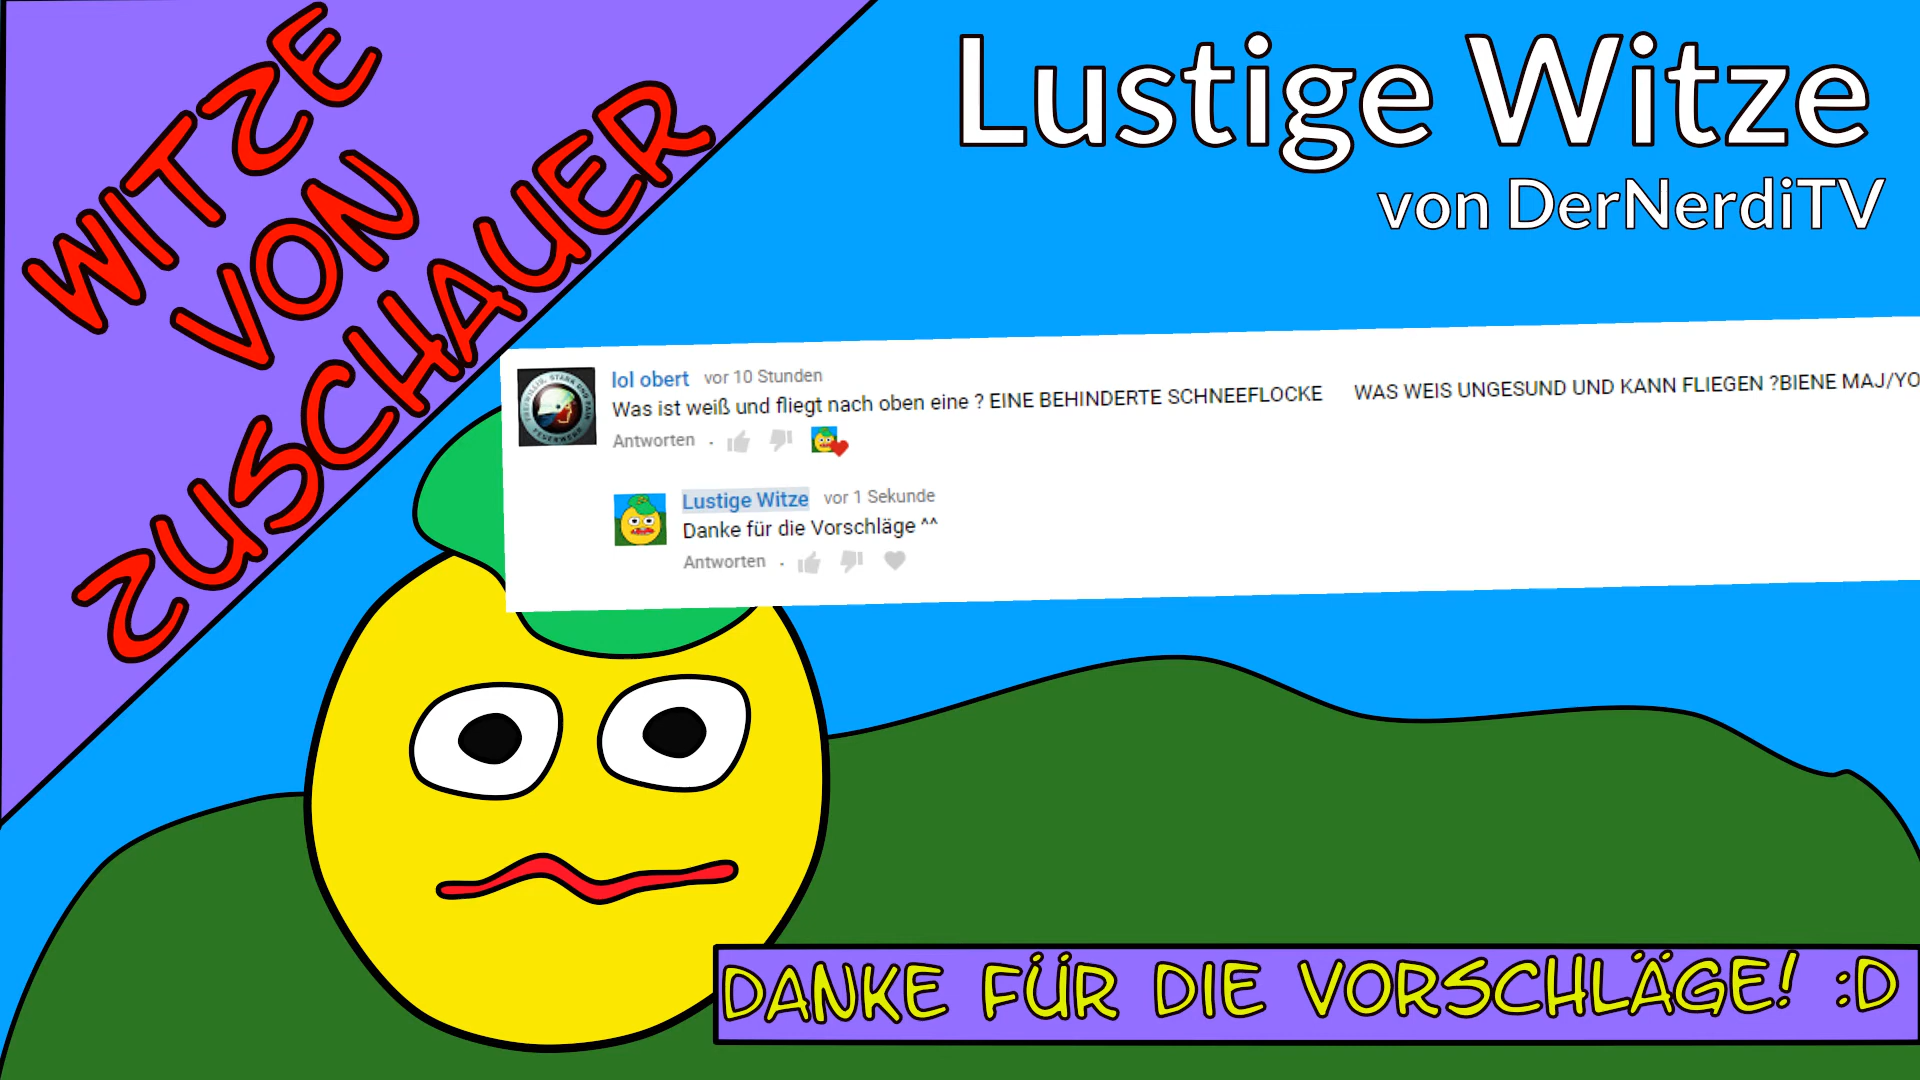 WITZE
VON
ZUSCHAUER
Lustige Witze
von DerNerdiTV
lol obert vor 10 Stunden
Was ist weiß und fliegt nach oben eine ? EINE BEHINDERTE SCHNEEFLOCKE WAS WEIS UNGESUND UND KANN FLIEGEN ?BIENE MAJ/YO
Antworten
Lustige Witze vor 1 Sekunde
Danke für die Vorschläge ^^
Antworten
DANKE FÜR DIE VORSCHLÄGE! :D